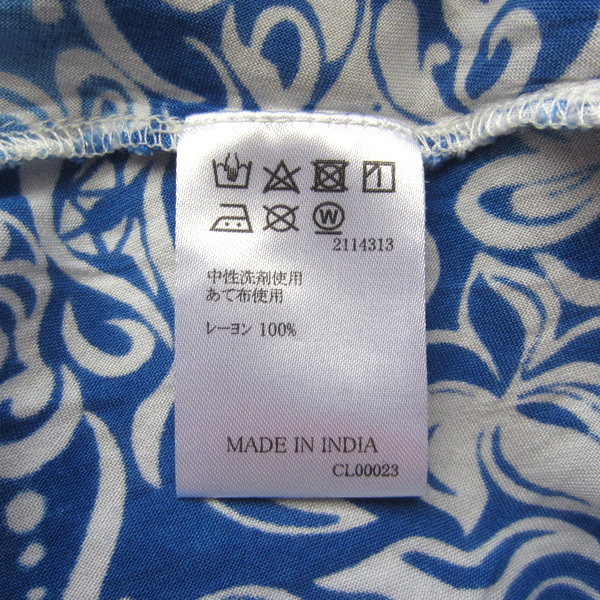 W
2114313
中性洗剤使用
あて布使用
レーヨン 100%
MADE IN INDIA
CL00023